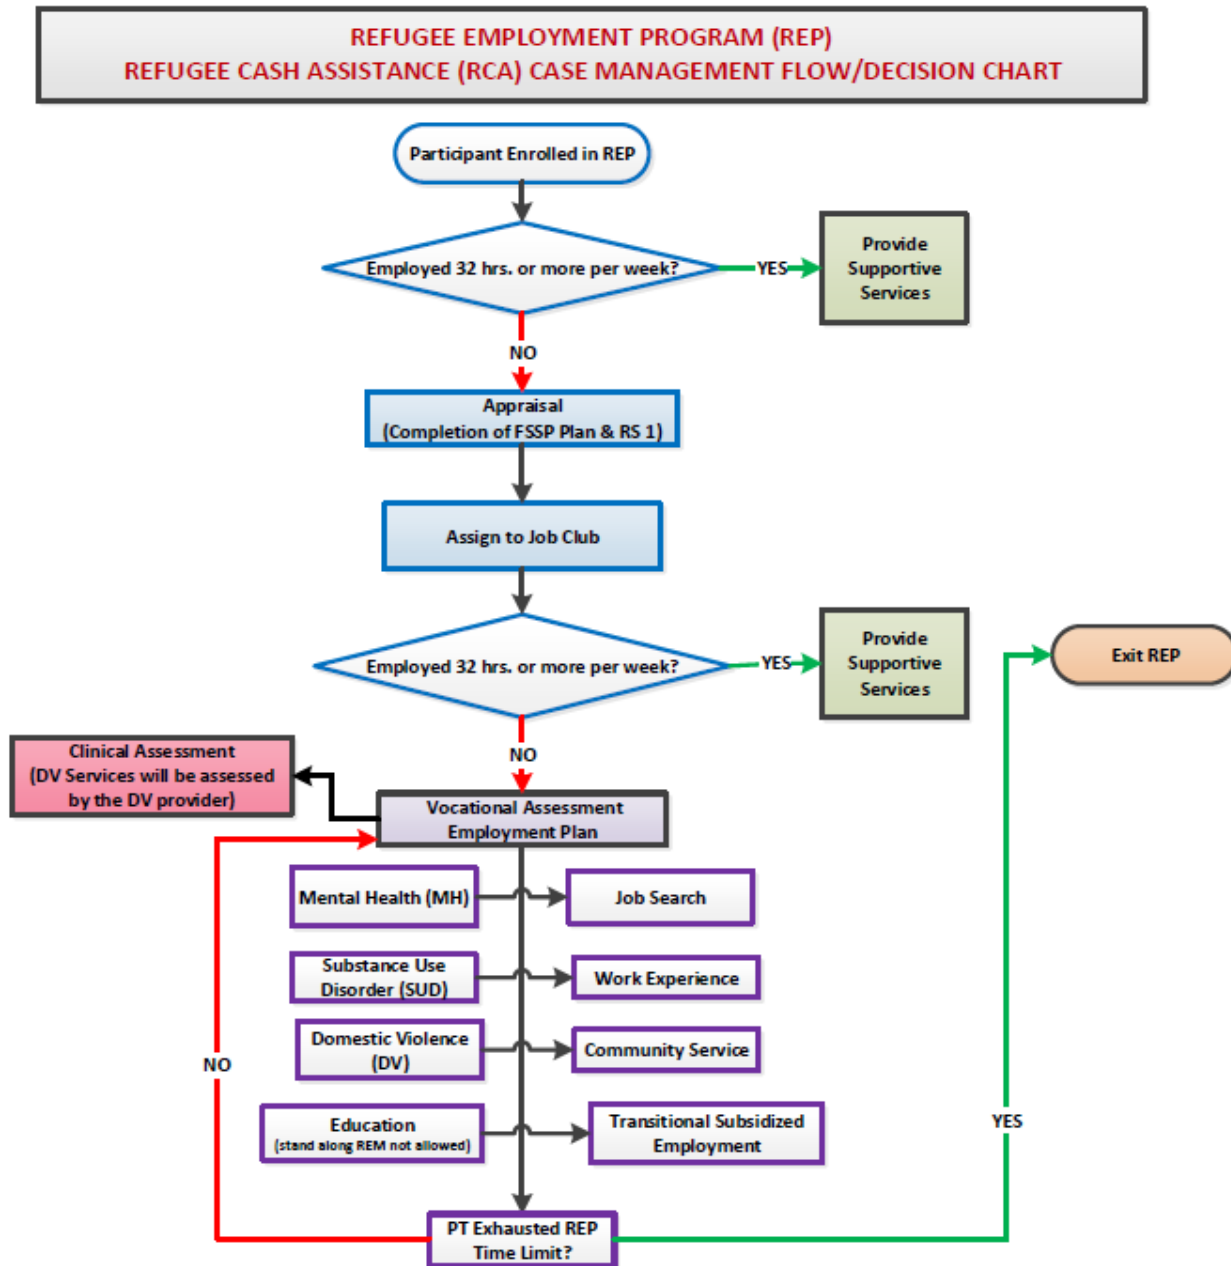 REFUGEE EMPLOYMENT PROGRAM (REP)
REFUGEE CASH ASSISTANCE (RCA) CASE MANAGEMENT FLOW/DECISION CHART
Participant Enrolled in REP
Employed 32 hrs. or more per week?
YES
Provide
Supportive
Services
NO
Appraisal
(Completion of FSSP Plan & RS 1)
Assign to Job Club
Employed 32 hrs. or more per week?
YES
Provide
Supportive
Services
Exit REP
NO
Clinical Assessment
(DV Services will be assessed
by the DV provider)
Vocational Assessment
Employment Plan
Mental Health (MH)
Job Search
Substance Use
Disorder (SUD)
Work Experience
Domestic Violence
(DV)
Community Service
NO
Education
(stand along REM not allowed)
Transitional Subsidized
Employment
YES
PT Exhausted REP
Time Limit?